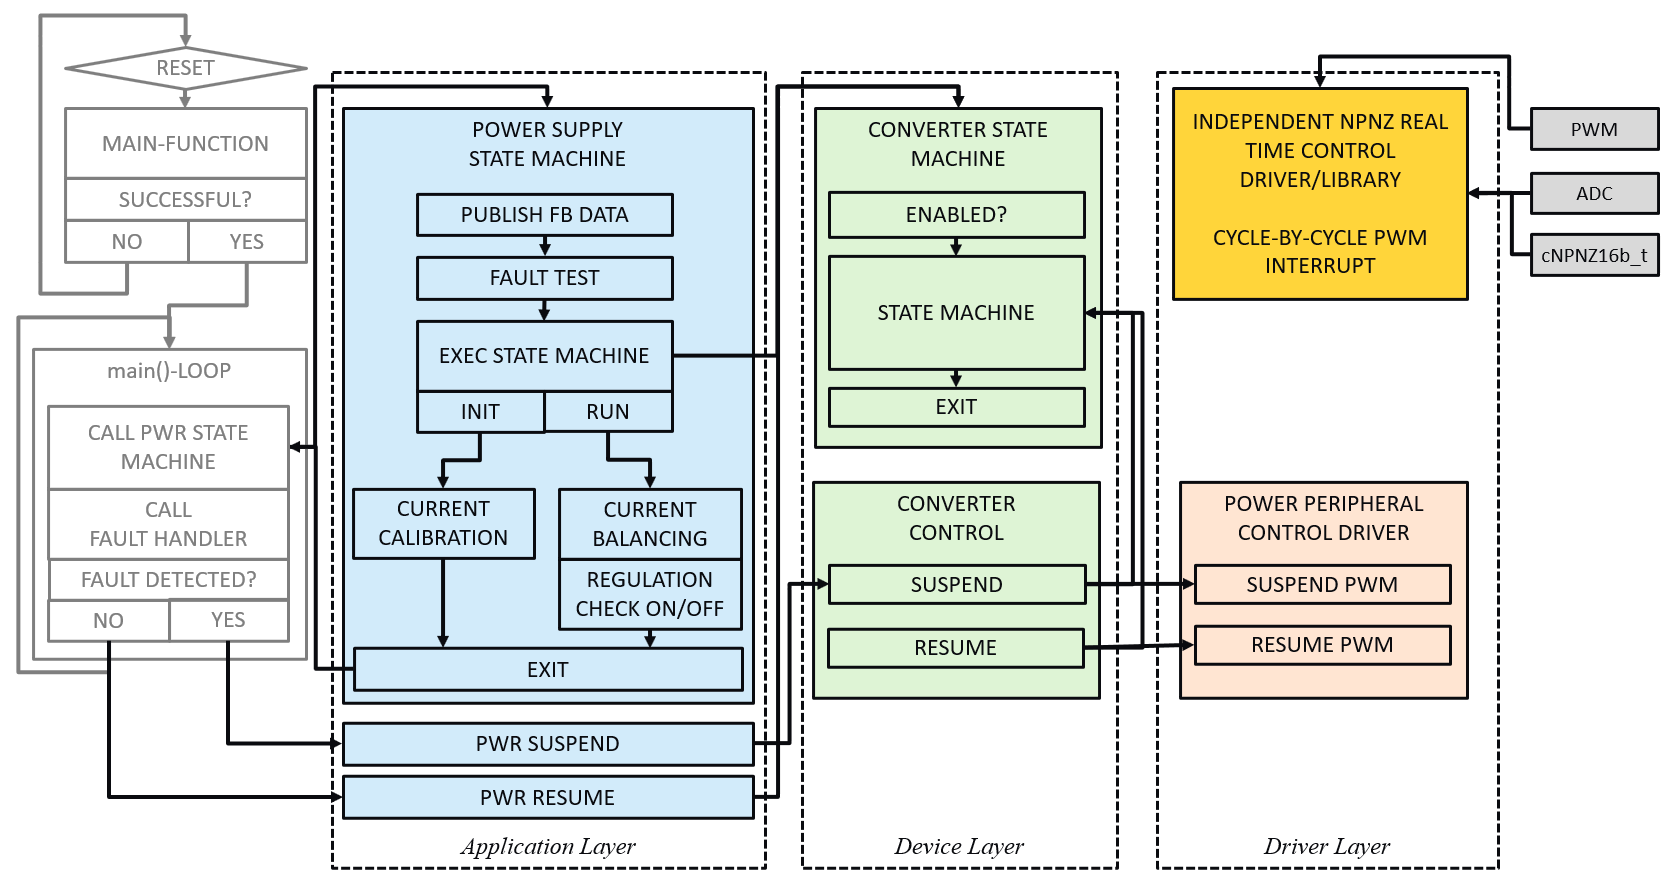 RESET
MAIN-FUNCTION
SUCCESSFUL?
NO
YES
main()-LOOP
CALL PWR STATE
MACHINE
CALL
FAULT HANDLER
FAULT DETECTED?
NO
YES
POWER SUPPLY
STATE MACHINE
PUBLISH FB DATA
FAULT TEST
EXEC STATE MACHINE
INIT
RUN
CURRENT
CALIBRATION
CURRENT
BALANCING
REGULATION
CHECK ON/OFF
EXIT
PWR SUSPEND
PWR RESUME
Application Layer
CONVERTER STATE
MACHINE
ENABLED?
STATE MACHINE
EXIT
CONVERTER
CONTROL
SUSPEND
RESUME
Device Layer
INDEPENDENT NPNZ REAL
TIME CONTROL
DRIVER/LIBRARY
CYCLE-BY-CYCLE PWM
INTERRUPT
POWER PERIPHERAL
CONTROL DRIVER
SUSPEND PWM
RESUME PWM
Driver Layer
PWM
ADC
cNPNZ16b_t